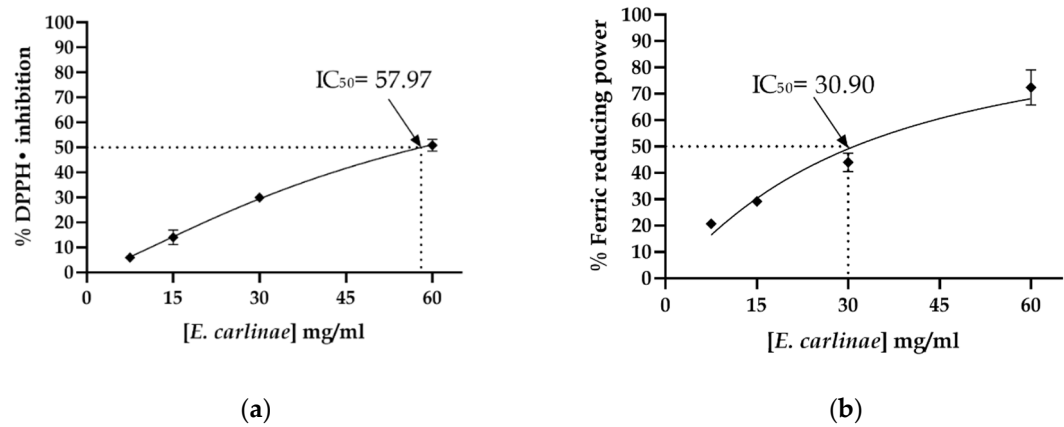 100
90
80
70
60
50
40
30
20
10
0
% DPPH• inhibition
IC₅₀= 57.97
0 15 30 45 60
[E. carlinae] mg/ml
(a)
100
90
80
70
60
50
40
30
20
10
0
% Ferric reducing power
IC₅₀= 30.90
0 15 30 45 60
[E. carlinae] mg/ml
(b)